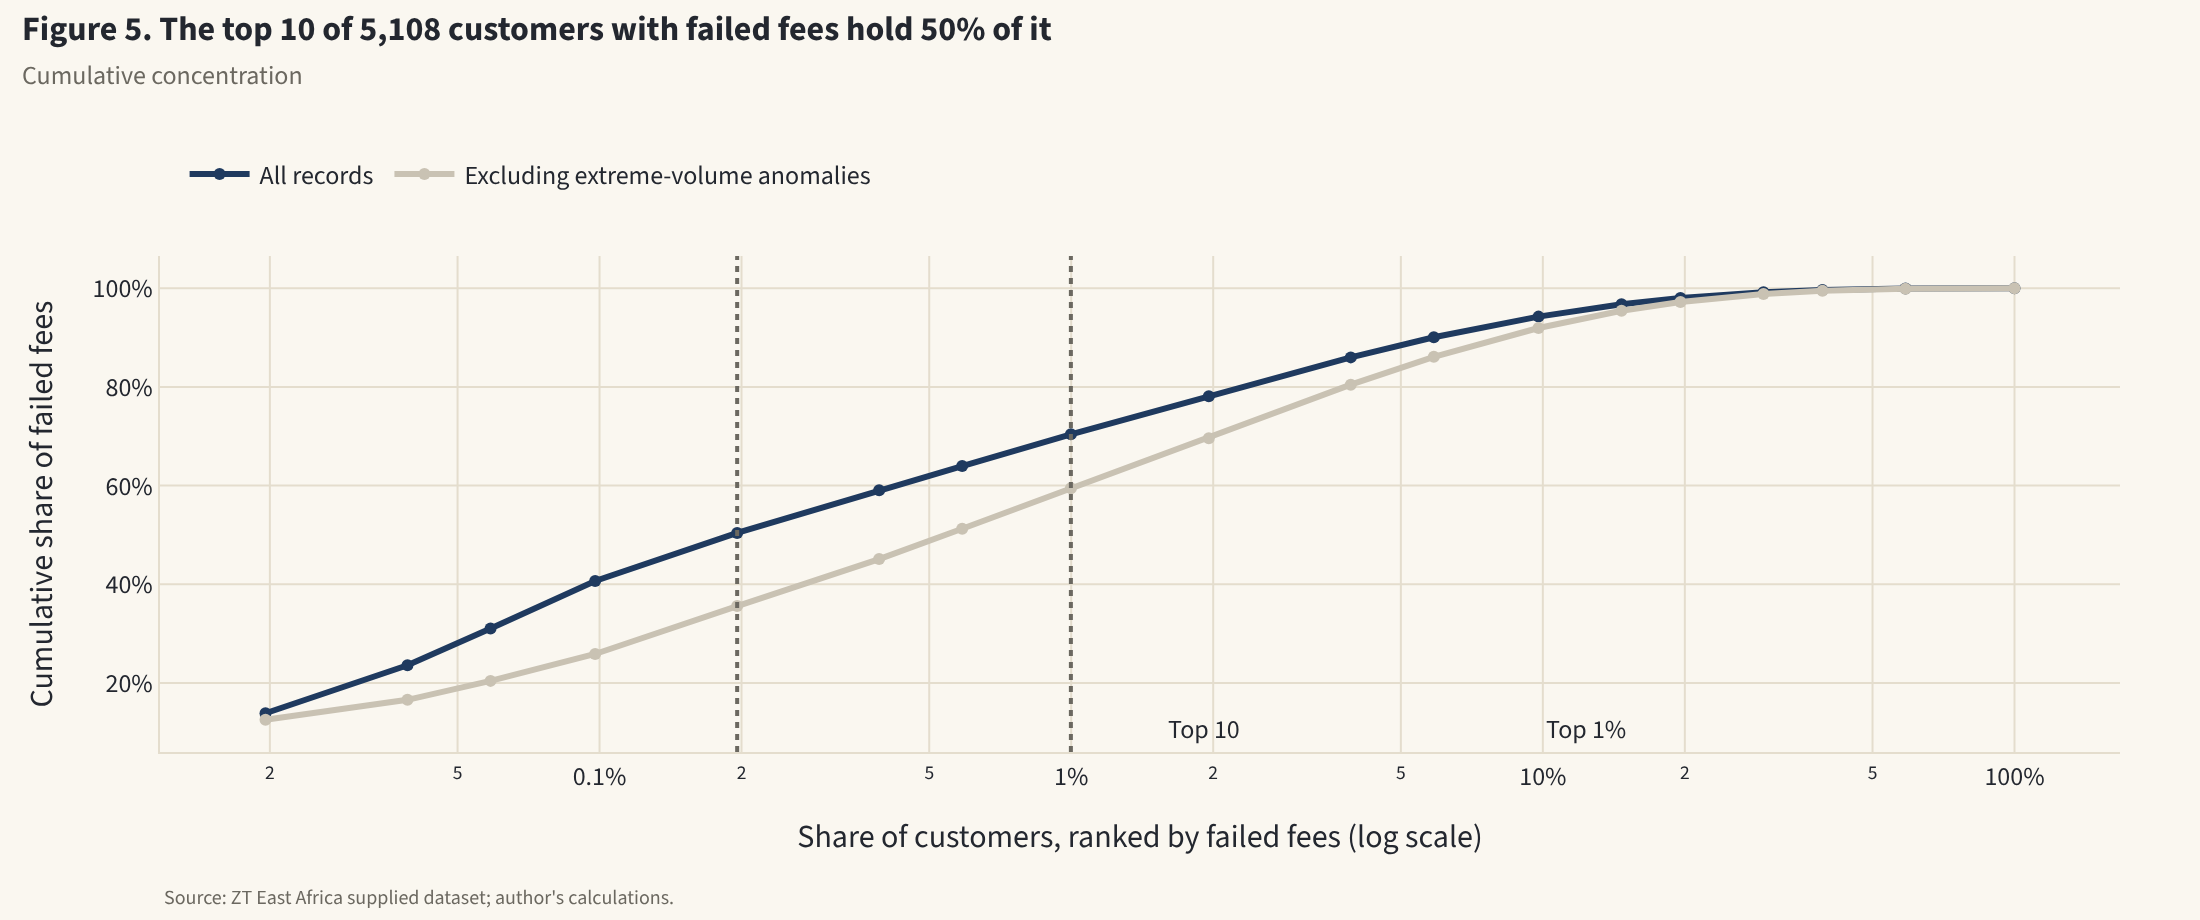 Figure 5. The top 10 of 5,108 customers with failed fees hold 50% of it
Cumulative concentration
All records
Excluding extreme-volume anomalies
Cumulative share of failed fees
100%
80%
60%
40%
20%
Top 10
Top 1%
2 5 0.1% 2 5 1% 2 5 10% 2 5 100%
Share of customers, ranked by failed fees (log scale)
Source: ZT East Africa supplied dataset; author's calculations.